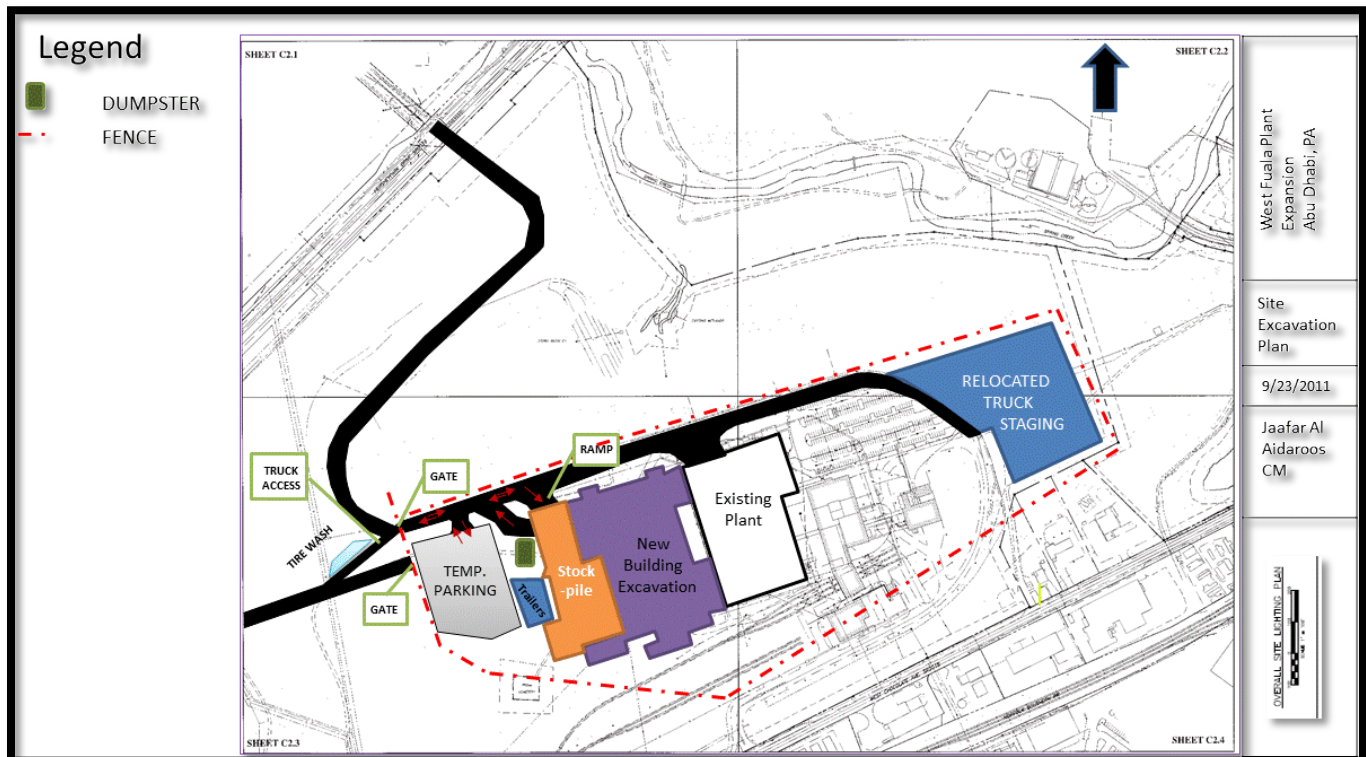 Legend
DUMPSTER
FENCE
SHEET C2.1
SHEET C2.2
RELOCATED
TRUCK
STAGING
RAMP
TRUCK
ACCESS
GATE
TIRE WASH
Existing
Plant
New
Building
Excavation
TEMP.
PARKING
Stock
-pile
Trailers
GATE
SHEET C2.3
SHEET C2.4
West Fuala Plant
Expansion
Abu Dhabi, PA
Site
Excavation
Plan
9/23/2011
Jaafar Al
Aidaroos
CM
OVERALL SITE LIGHTING PLAN